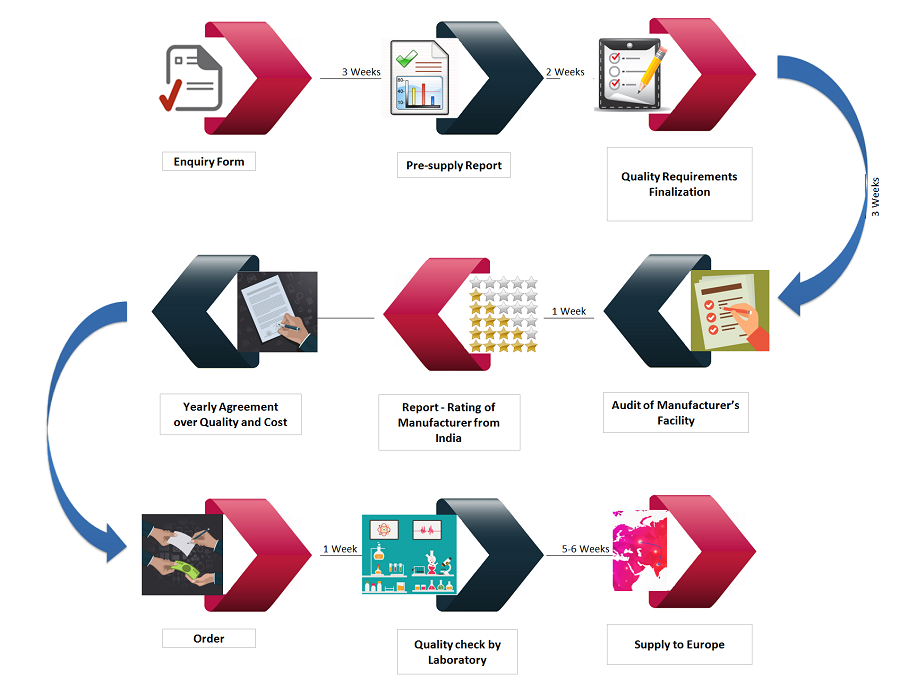 3 Weeks
2 Weeks
Enquiry Form
Pre-supply Report
Quality Requirements
Finalization
3 Weeks
1 Week
Yearly Agreement
over Quality and Cost
Report - Rating of
Manufacturer from
India
Audit of Manufacturer’s
Facility
1 Week
5-6 Weeks
Order
Quality check by
Laboratory
Supply to Europe